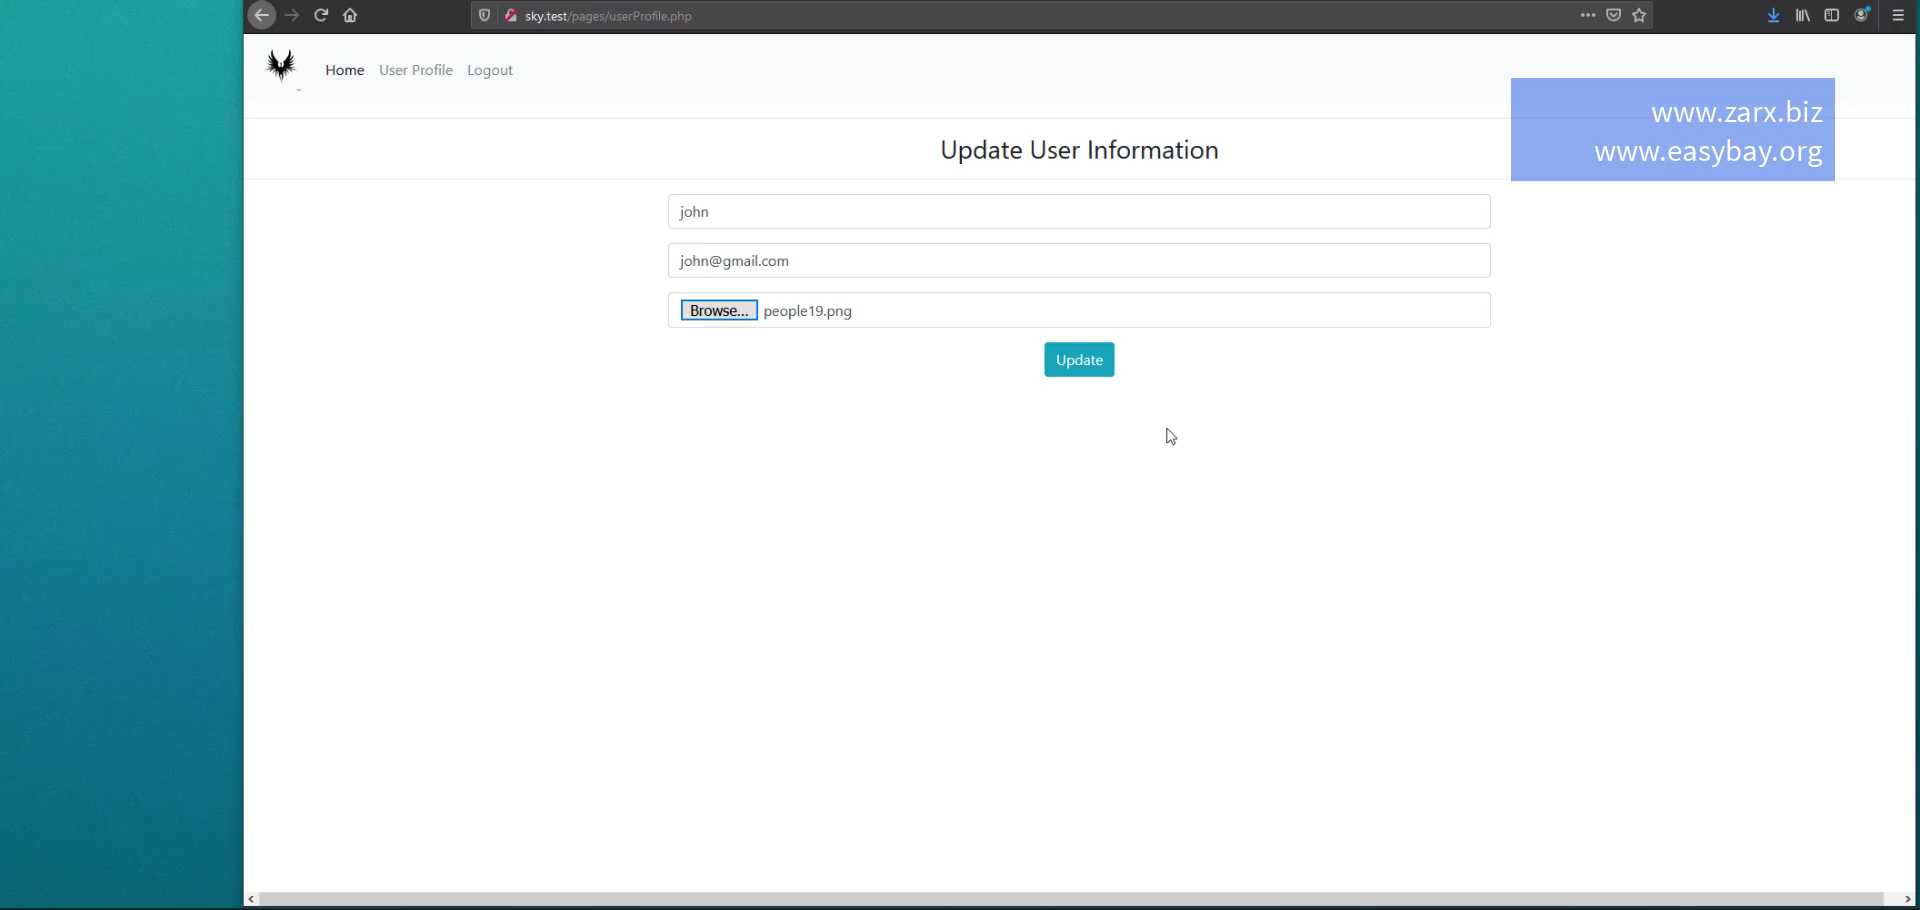 sky.test/pages/userProfile.php
Home User Profile Logout
www.zarx.biz
www.easybay.org
Update User Information
john
john@gmail.com
Browse... people19.png
Update